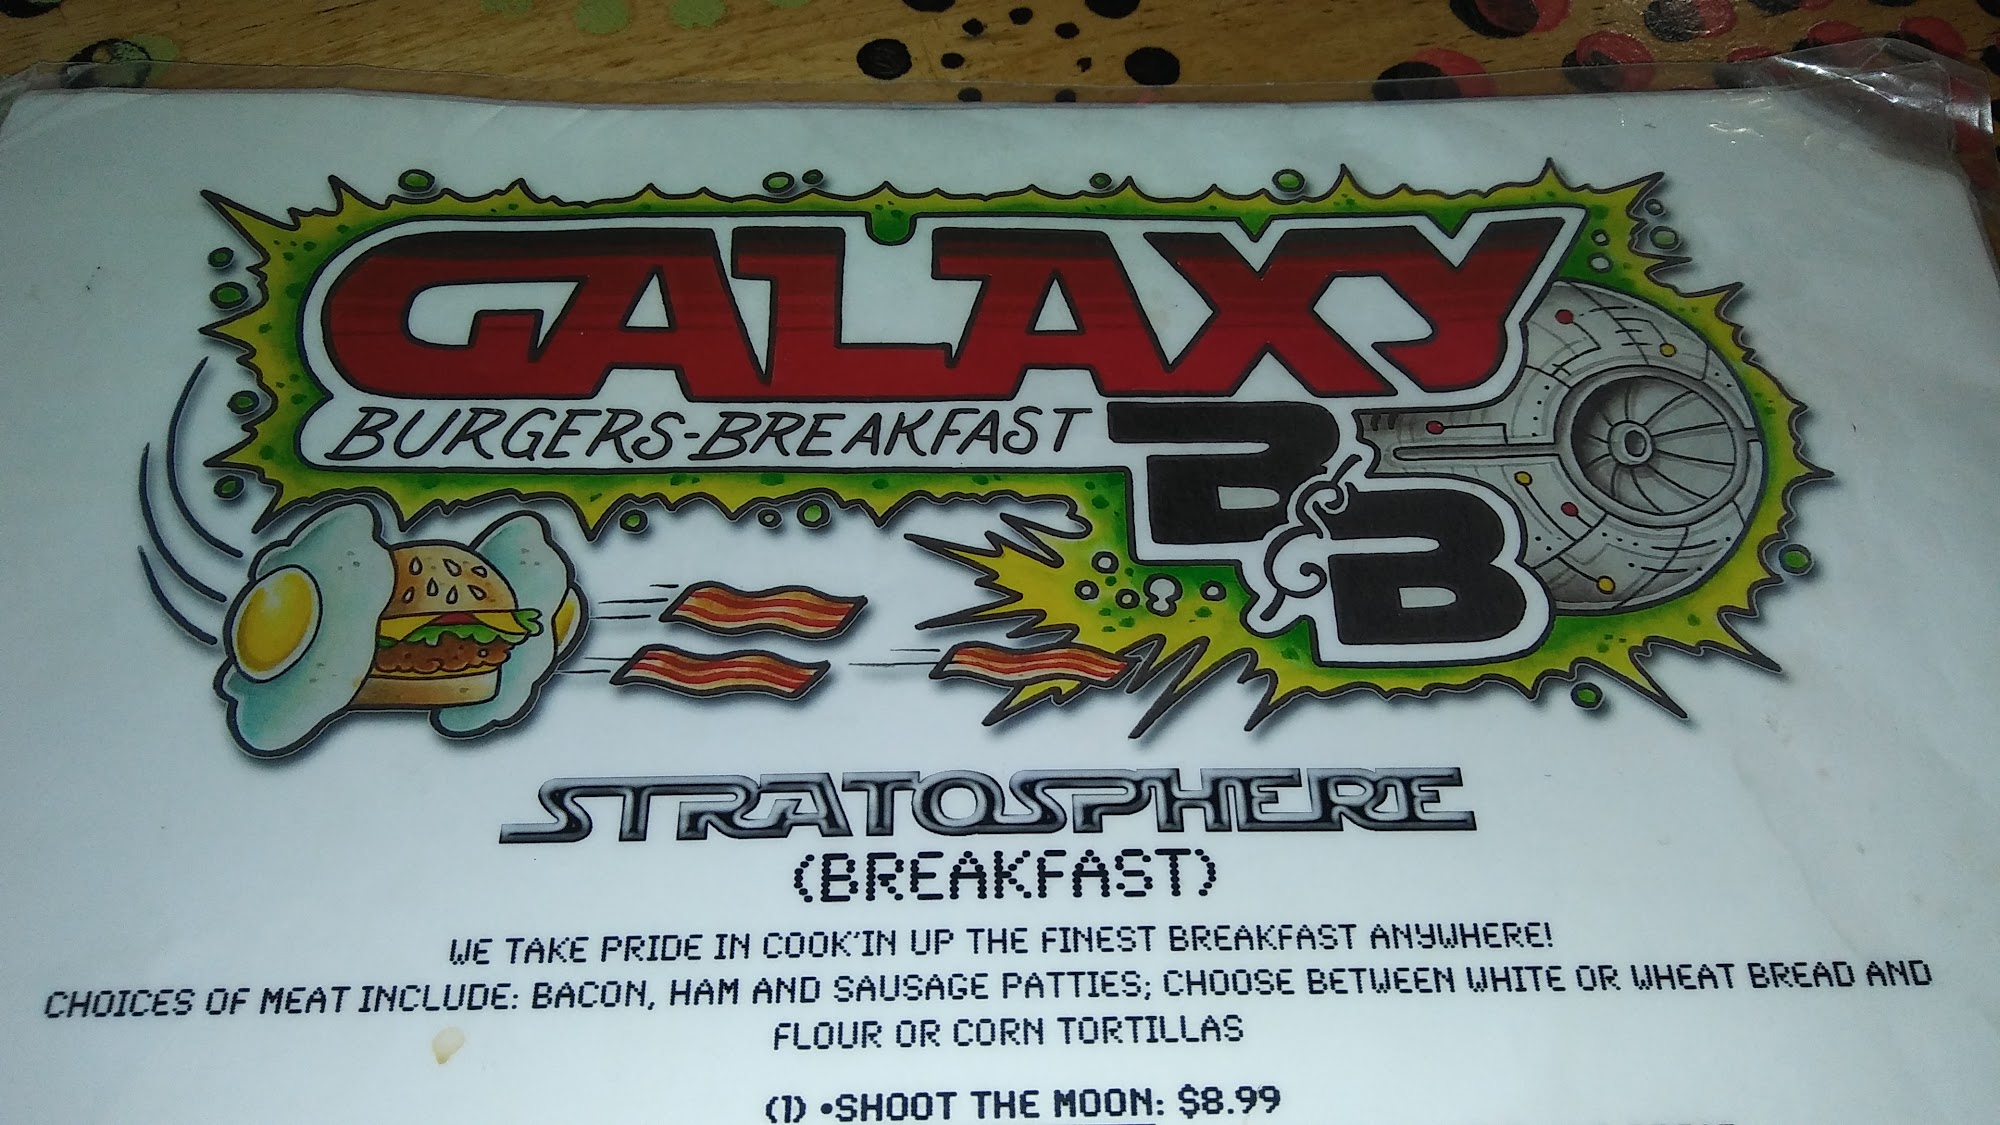 GALAXY
BURGERS-BREAKFAST
B&B
STRATOSPHERE
(BREAKFAST)
WE TAKE PRIDE IN COOK'IN UP THE FINEST BREAKFAST ANYWHERE!
CHOICES OF MEAT INCLUDE: BACON, HAM AND SAUSAGE PATTIES; CHOOSE BETWEEN WHITE OR WHEAT BREAD AND
FLOUR OR CORN TORTILLAS
(1) •SHOOT THE MOON: $8.99